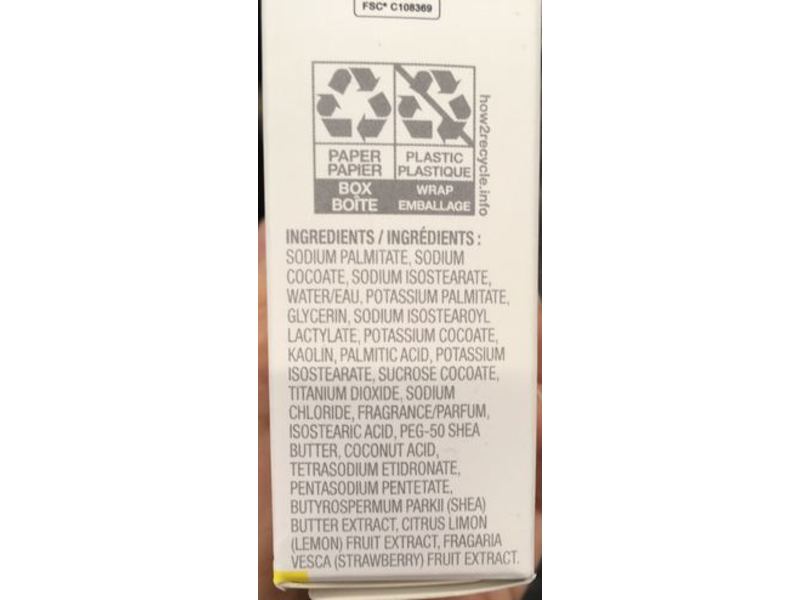 FSC® C108369
PAPER
PAPIER
BOX
BOÎTE
PLASTIC
PLASTIQUE
WRAP
EMBALLAGE
how2recycle.info
INGREDIENTS / INGRÉDIENTS :
SODIUM PALMITATE, SODIUM
COCOATE, SODIUM ISOSTEARATE,
WATER/EAU, POTASSIUM PALMITATE,
GLYCERIN, SODIUM ISOSTEAROYL
LACTYLATE, POTASSIUM COCOATE,
KAOLIN, PALMITIC ACID, POTASSIUM
ISOSTEARATE, SUCROSE COCOATE,
TITANIUM DIOXIDE, SODIUM
CHLORIDE, FRAGRANCE/PARFUM,
ISOSTEARIC ACID, PEG-50 SHEA
BUTTER, COCONUT ACID,
TETRASODIUM ETIDRONATE,
PENTASODIUM PENTETATE,
BUTYROSPERMUM PARKII (SHEA)
BUTTER EXTRACT, CITRUS LIMON
(LEMON) FRUIT EXTRACT, FRAGARIA
VESCA (STRAWBERRY) FRUIT EXTRACT.